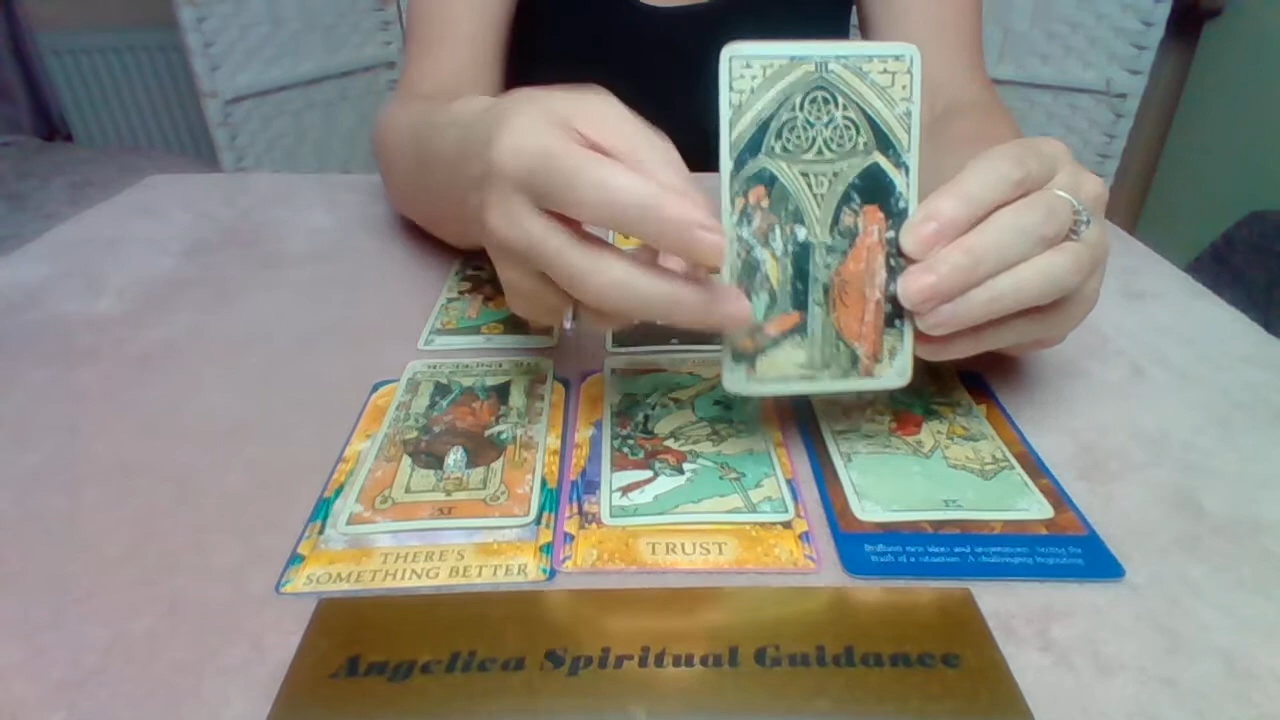 THERE'S
SOMETHING BETTER
TRUST
Brilliant new ideas and inspirations. Seeing the
truth of a situation. A challenging beginning
Angelica Spiritual Guidance